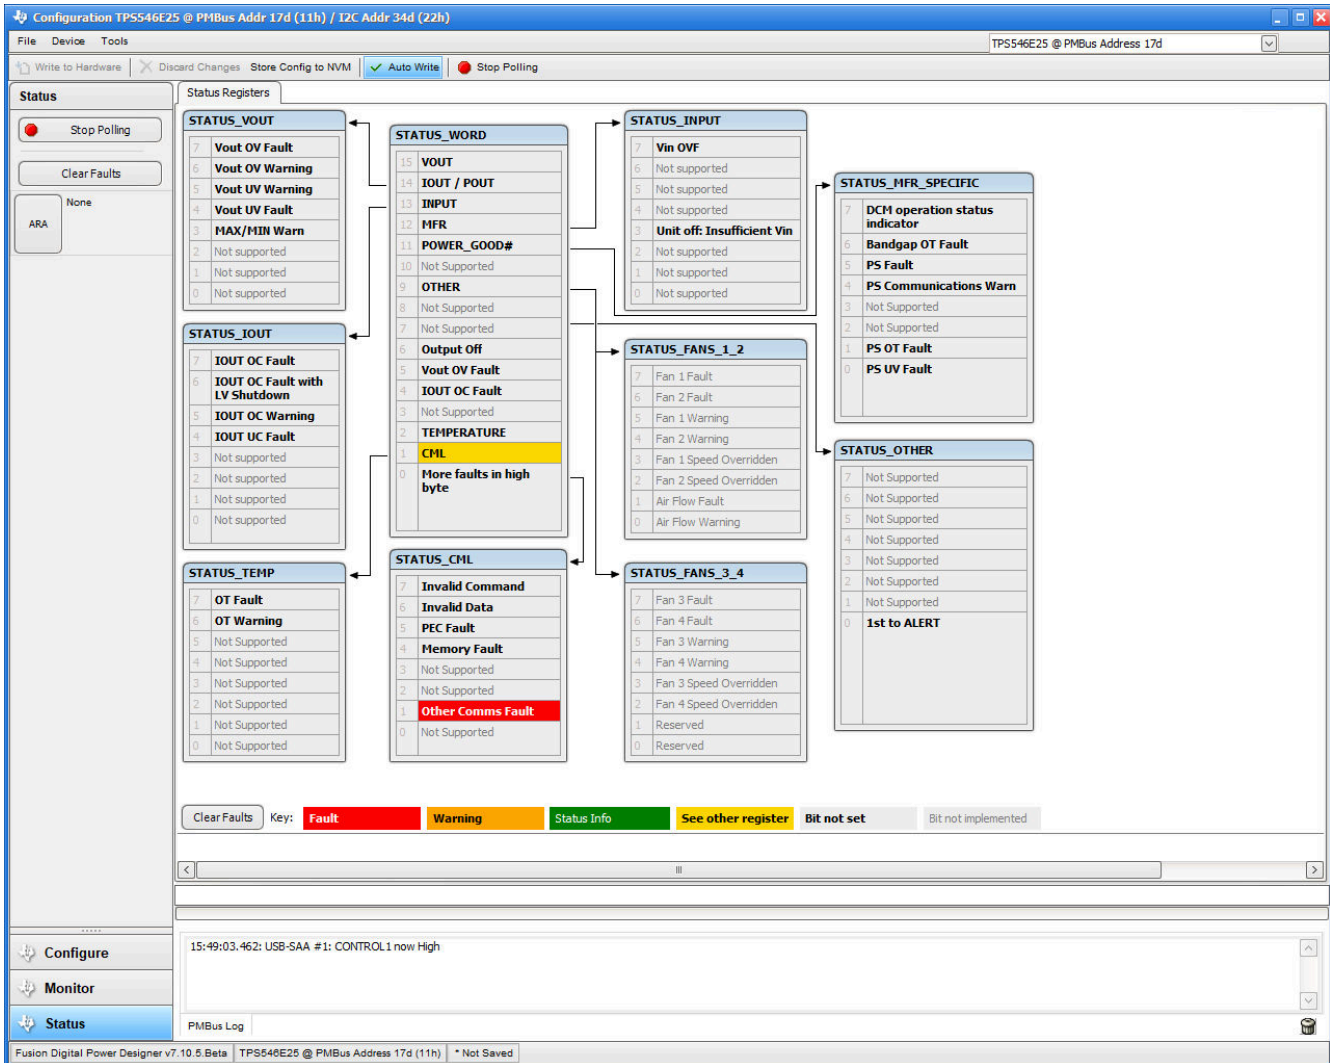 Configuration TPS546E25 @ PMBus Addr 17d (11h) / I2C Addr 34d (22h)
File Device Tools
TPS546E25 @ PMBus Address 17d
Write to Hardware Discard Changes Store Config to NVM Auto Write Stop Polling
Status
Stop Polling
Clear Faults
ARA
None
Status Registers
STATUS_VOUT
7 Vout OV Fault
6 Vout OV Warning
5 Vout UV Warning
4 Vout UV Fault
3 MAX/MIN Warn
2 Not supported
1 Not supported
0 Not supported
STATUS_IOUT
7 IOUT OC Fault
6 IOUT OC Fault with
LV Shutdown
5 IOUT OC Warning
4 IOUT UC Fault
3 Not supported
2 Not supported
1 Not supported
0 Not supported
STATUS_TEMP
7 OT Fault
6 OT Warning
5 Not Supported
4 Not Supported
3 Not Supported
2 Not Supported
1 Not Supported
0 Not Supported
STATUS_WORD
15 VOUT
14 IOUT / POUT
13 INPUT
12 MFR
11 POWER_GOOD#
10 Not Supported
9 OTHER
8 Not Supported
7 Not Supported
6 Output Off
5 Vout OV Fault
4 IOUT OC Fault
3 Not Supported
2 TEMPERATURE
1 CML
0 More faults in high
byte
STATUS_CML
7 Invalid Command
6 Invalid Data
5 PEC Fault
4 Memory Fault
3 Not Supported
2 Not Supported
1 Other Comms Fault
0 Not Supported
STATUS_INPUT
7 Vin OVF
6 Not supported
5 Not supported
4 Not supported
3 Unit off: Insufficient Vin
2 Not supported
1 Not supported
0 Not supported
STATUS_FANS_1_2
7 Fan 1 Fault
6 Fan 2 Fault
5 Fan 1 Warning
4 Fan 2 Warning
3 Fan 1 Speed Overridden
2 Fan 2 Speed Overridden
1 Air Flow Fault
0 Air Flow Warning
STATUS_FANS_3_4
7 Fan 3 Fault
6 Fan 4 Fault
5 Fan 3 Warning
4 Fan 4 Warning
3 Fan 3 Speed Overridden
2 Fan 4 Speed Overridden
1 Reserved
0 Reserved
STATUS_MFR_SPECIFIC
7 DCM operation status
indicator
6 Bandgap OT Fault
5 PS Fault
4 PS Communications Warn
3 Not Supported
2 Not Supported
1 PS OT Fault
0 PS UV Fault
STATUS_OTHER
7 Not Supported
6 Not Supported
5 Not Supported
4 Not Supported
3 Not Supported
2 Not Supported
1 Not Supported
0 1st to ALERT
Clear Faults Key: Fault Warning Status Info See other register Bit not set Bit not implemented
15:49:03.462: USB-SAA #1: CONTROL1 now High
PMBus Log
Configure
Monitor
Status
Fusion Digital Power Designer v7.10.5.Beta TPS546E25 @ PMBus Address 17d (11h) * Not Saved